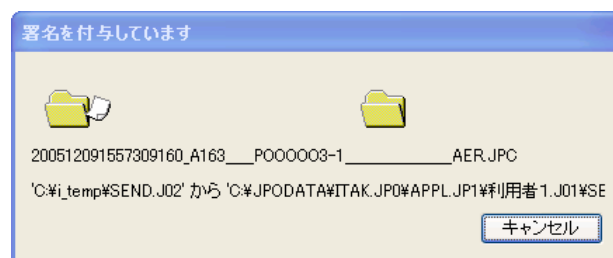 署名を付与しています
200512091557309160_A163___POOOOO3-1__________AER.JPC
'C:¥i_temp¥SEND.J02' から 'C:¥JPODATA¥ITAK.JP0¥APPL.JP1¥利用者1.J01¥SE
キャンセル